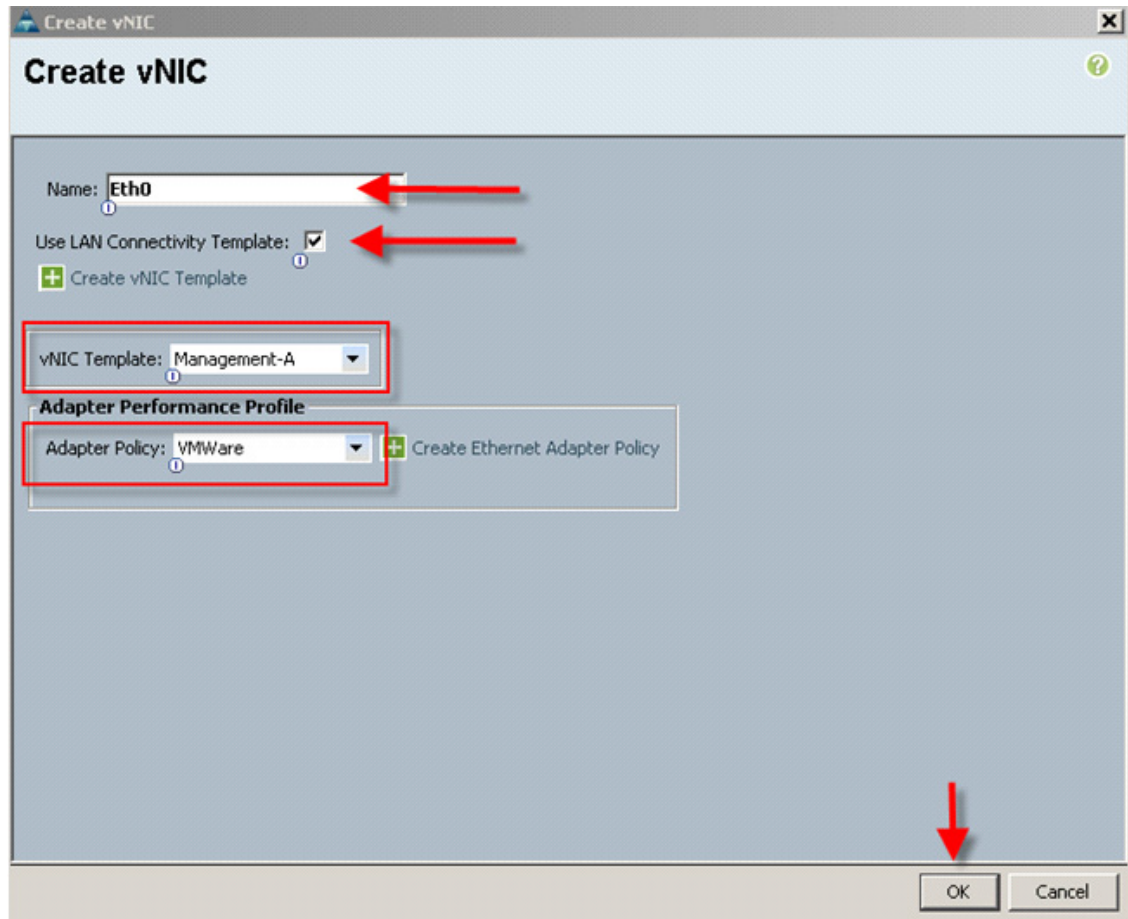 Create vNIC
Create vNIC
Name: Eth0
Use LAN Connectivity Template:
Create vNIC Template
vNIC Template: Management-A
Adapter Performance Profile
Adapter Policy: VMWare Create Ethernet Adapter Policy
OK Cancel